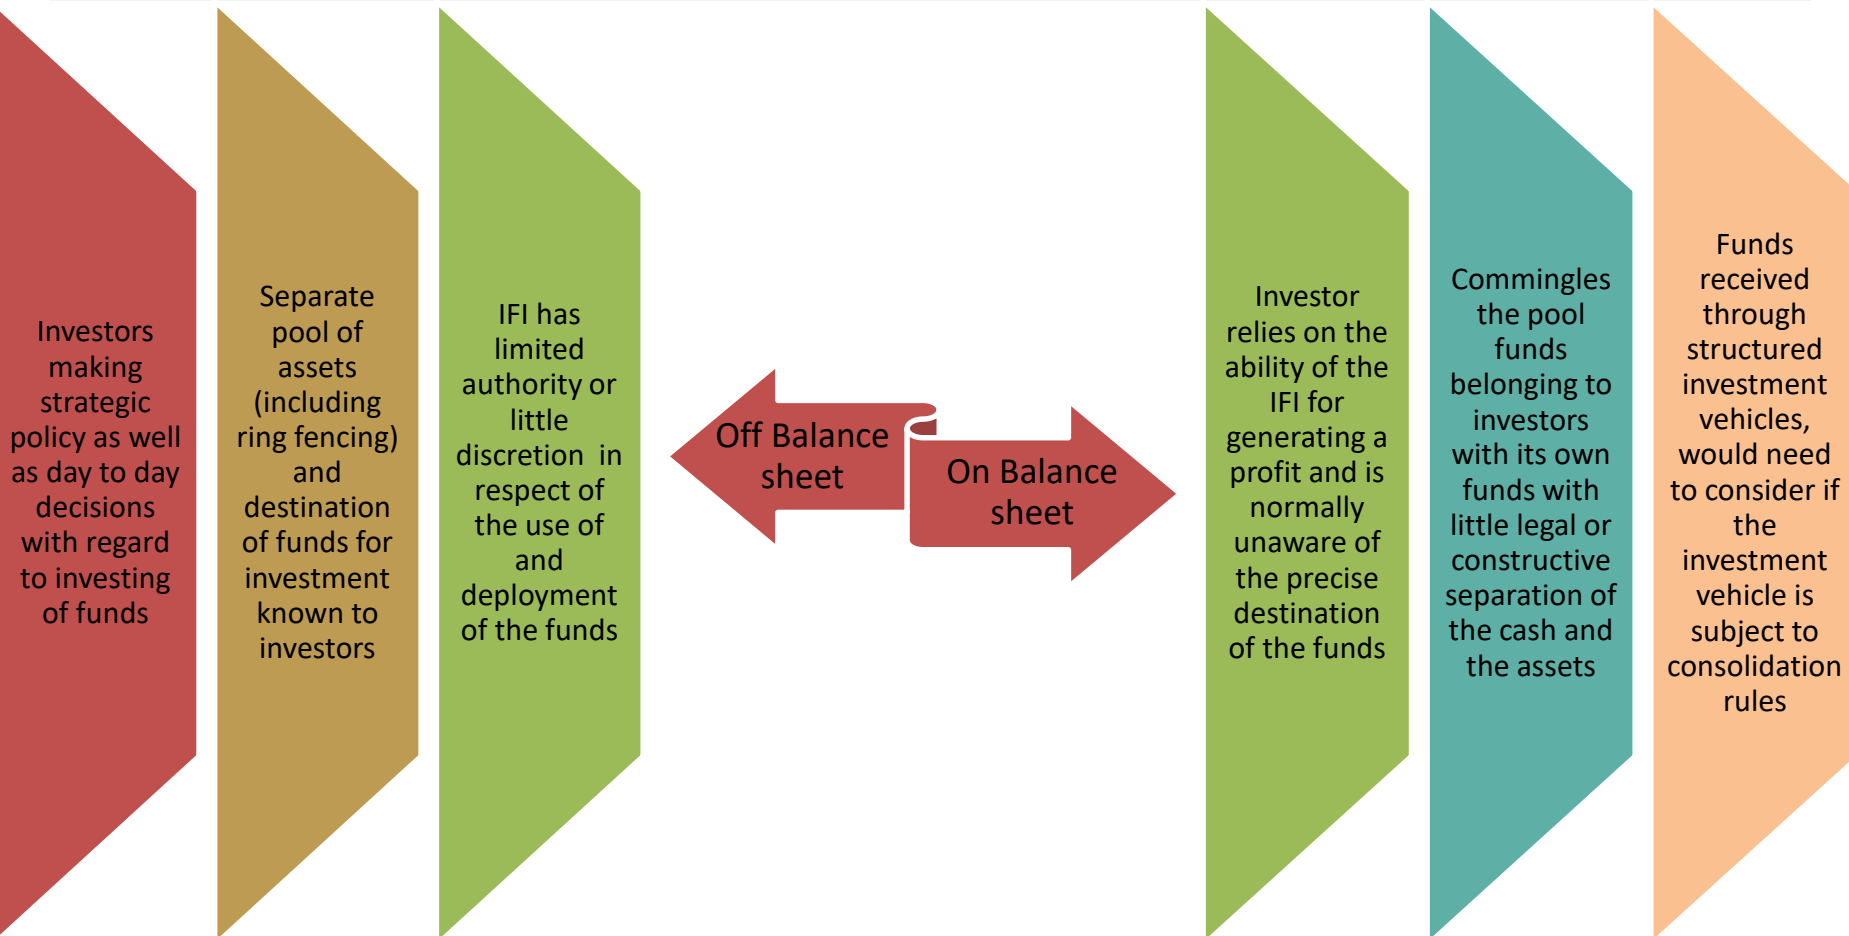 Investors
making
strategic
policy as well
as day to day
decisions
with regard
to investing
of funds
Separate
pool of
assets
(including
ring fencing)
and
destination
of funds for
investment
known to
investors
IFI has
limited
authority or
little
discretion in
respect of
the use of
and
deployment
of the funds
Off Balance
sheet
On Balance
sheet
Investor
relies on the
ability of the
IFI for
generating a
profit and is
normally
unaware of
the precise
destination
of the funds
Commingles
the pool
funds
belonging to
investors
with its own
funds with
little legal or
constructive
separation of
the cash and
the assets
Funds
received
through
structured
investment
vehicles,
would need
to consider if
the
investment
vehicle is
subject to
consolidation
rules